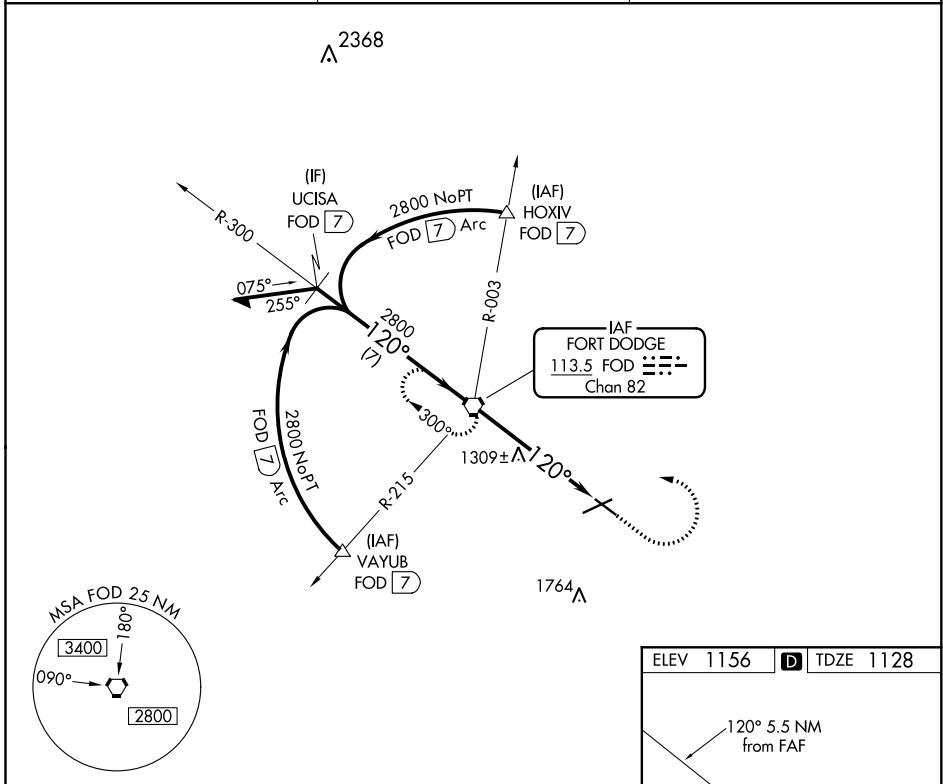 2368
(IF)
UCISA
FOD 7
(IAF)
HOXIV
FOD 7
2800 NoPT
FOD 7 Arc
R-300
075°
255°
R-003
2800
120°
(7)
IAF
FORT DODGE
113.5 FOD
Chan 82
300°
2800 NoPT
FOD 7 Arc
1309±
120°
R-215
(IAF)
VAYUB
FOD 7
1764
MSA FOD 25 NM
180°
3400
090°
2800
ELEV 1156 D TDZE 1128
120° 5.5 NM
from FAF